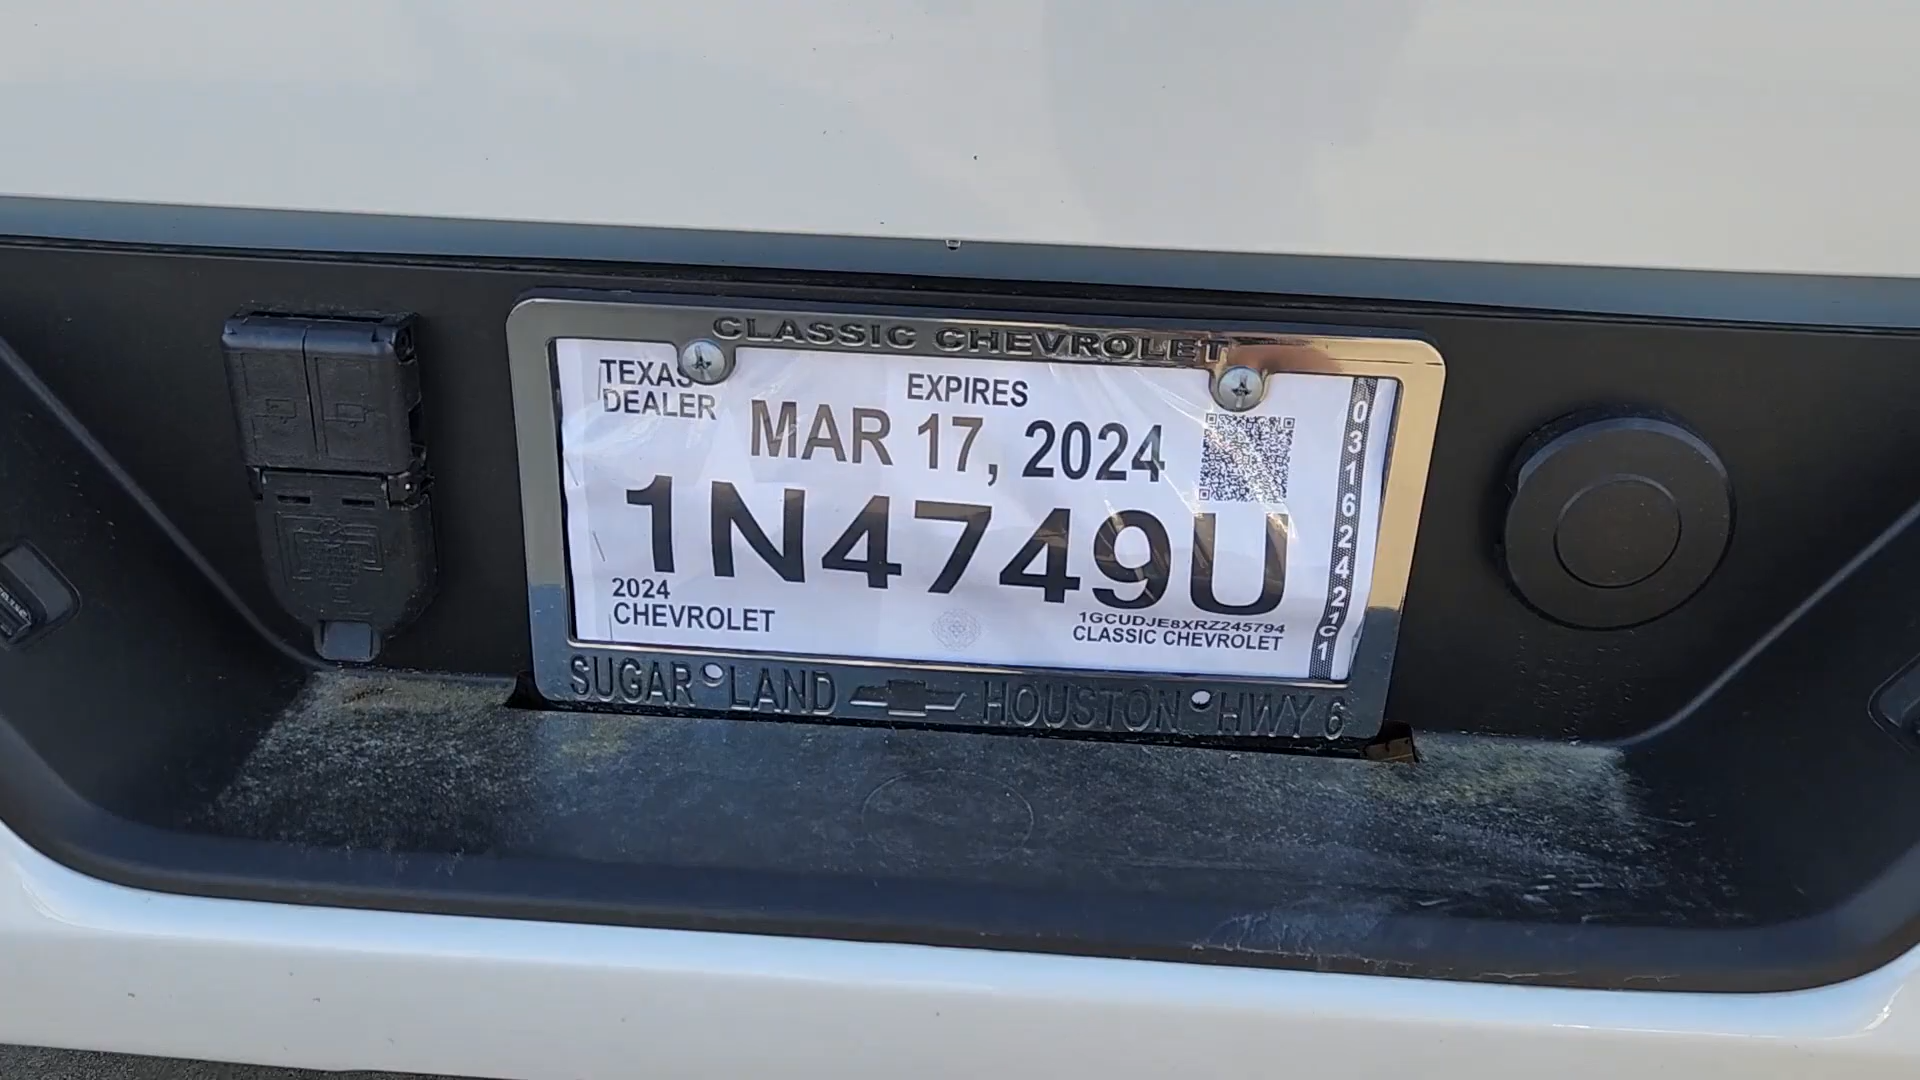 CLASSIC CHEVROLET
TEXAS
DEALER
EXPIRES
MAR 17, 2024
1N4749U
2024
CHEVROLET
1GCUDJE8XRZ245794
CLASSIC CHEVROLET
0316242421C1
SUGAR LAND HOUSTON HWY 6